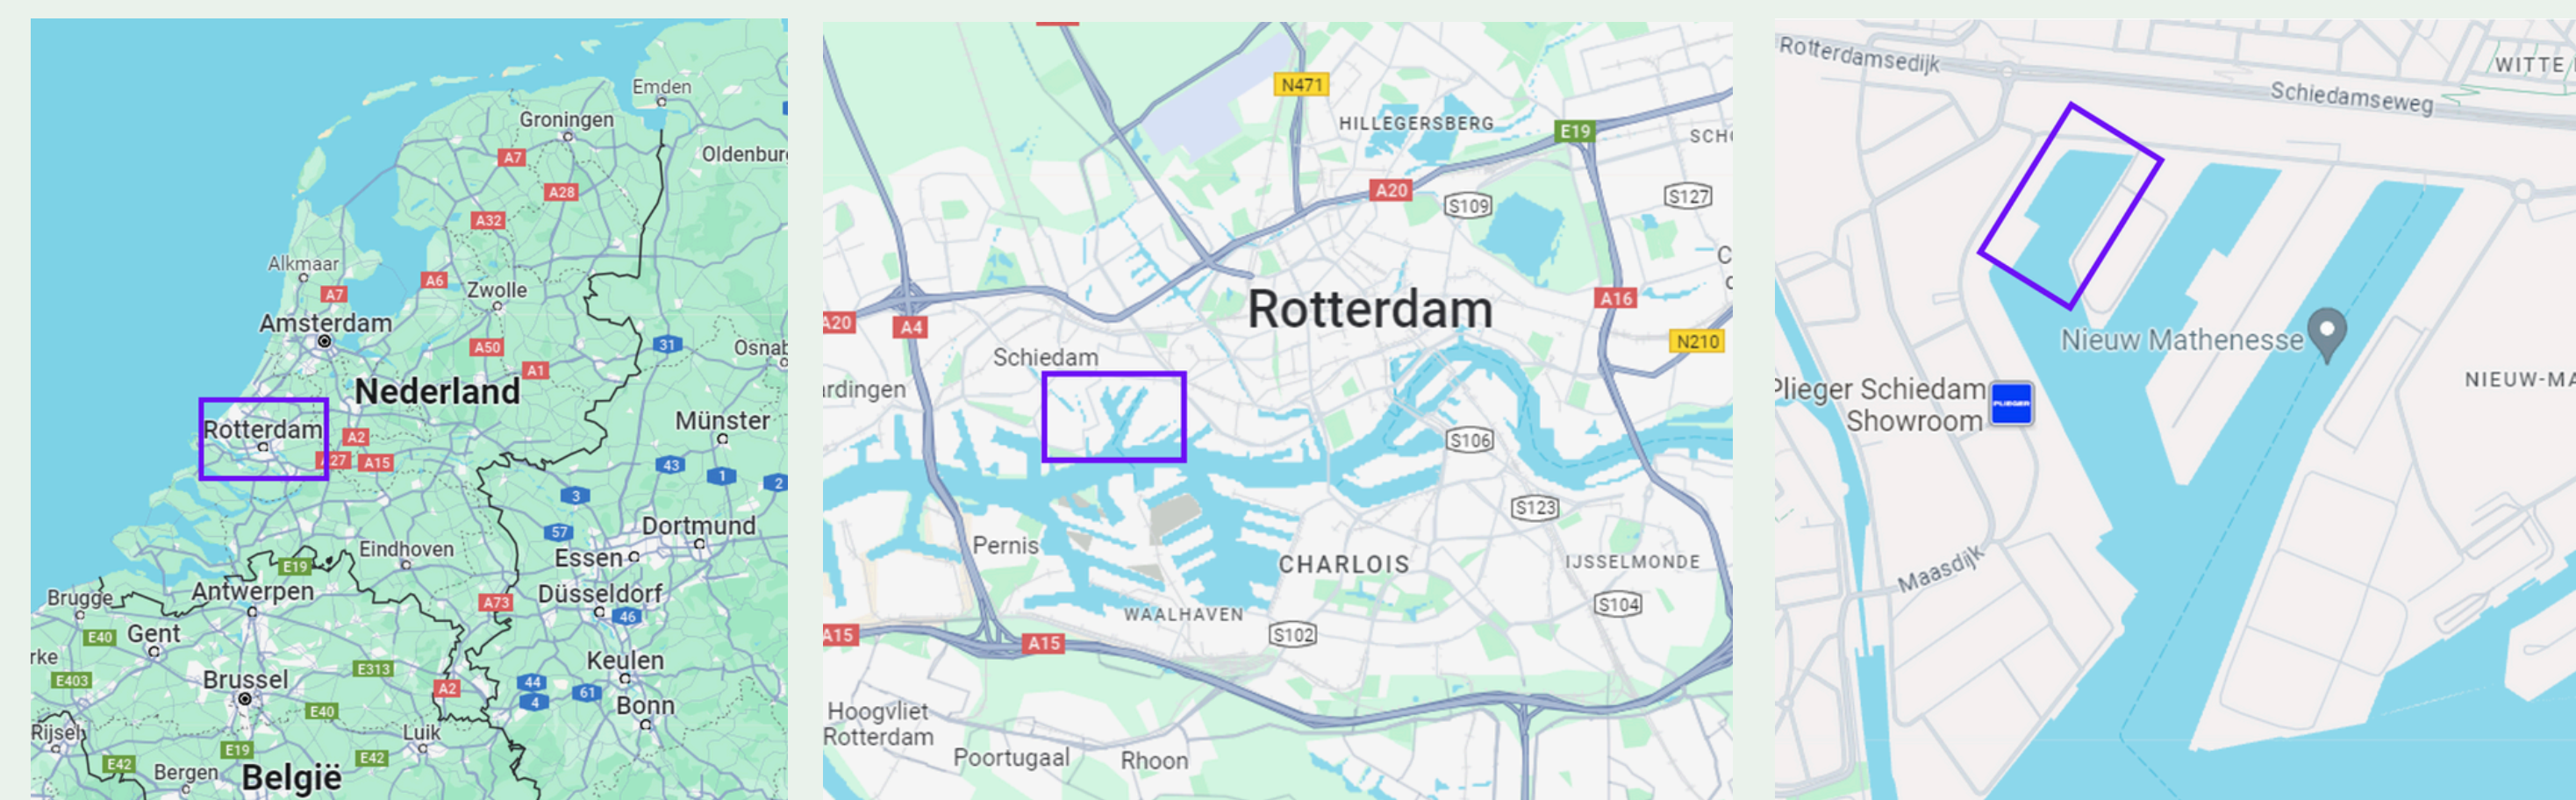 Emden
Groningen
A7
Oldenbur
A28
A32
Alkmaar
A6
Zwolle
A7
Amsterdam
31
A50
Osnab
A1
Nederland
Münster
Rotterdam
A2
A27
A15
43
1
2
3
Dortmund
57
Essen
Eindhoven
E19
Antwerpen
Düsseldorf
Brugge
A73
46
E40
Gent
rke
Keulen
E313
E403
Brussel
44
61
A2
4
Bonn
E40
Rijsel
Luik
E19
E42
E42
Bergen
België
N471
HILLEGERSBERG
E19
SCH
A20
S109
S127
Rotterdam
A16
A20
A4
N210
Schiedam
ardingen
S106
S123
Pernis
CHARLOIS
IJSSELMONDE
WAALHAVEN
S104
A15
A15
S102
Hoogvliet
Rotterdam
Poortugaal
Rhoon
Rotterdamsedijk
WITTE
Schiedamseweg
Nieuw Mathenesse
Plieger Schiedam
Showroom
PLIEGER
NIEUW-MA
Maasdijk